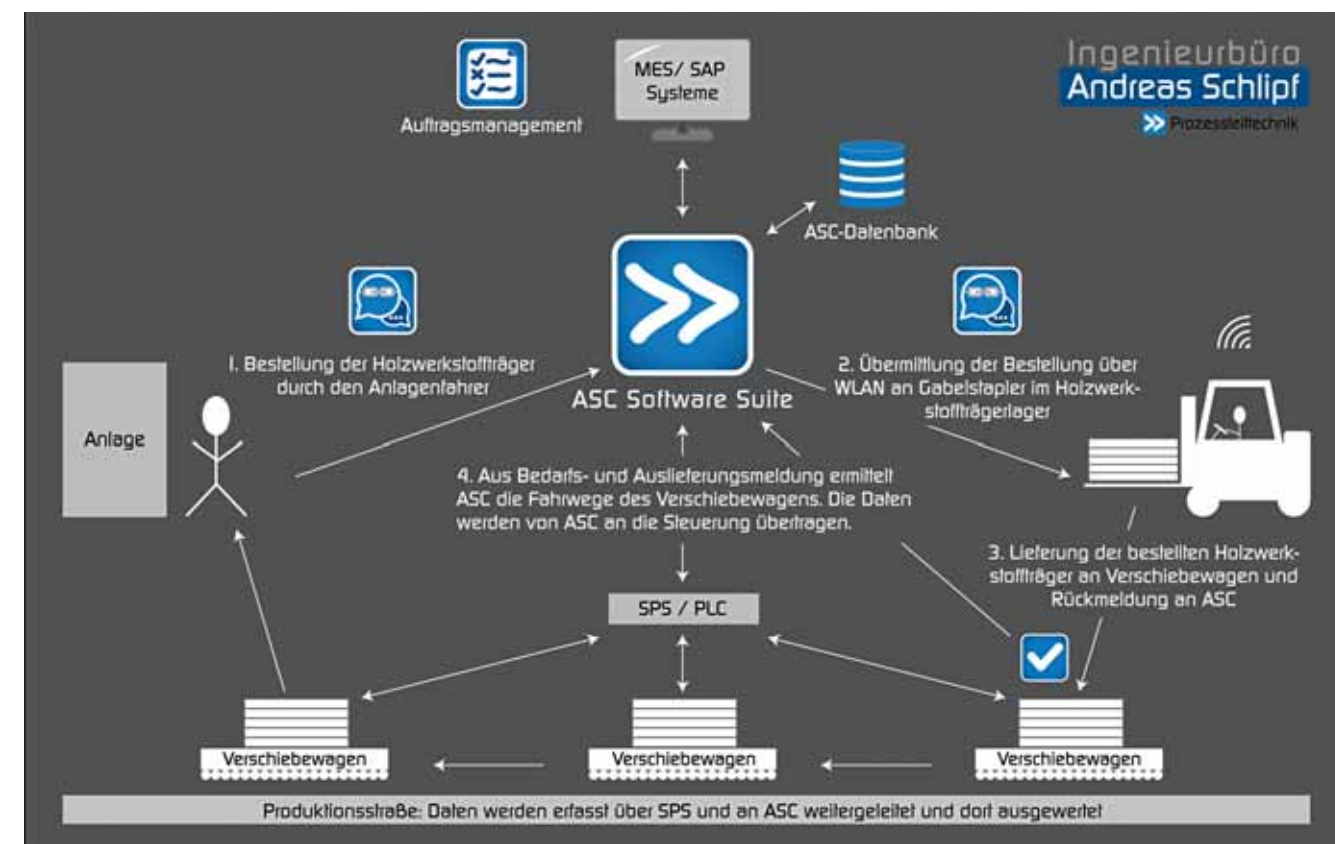 Ingenieurbüro
Andreas Schlipf
Prozessleittechnik
MES/ SAP
Systeme
Auftragsmanagement
ASC-Datenbank
1. Bestellung der Holzwerkstoffträger
durch den Anlagenfahrer
2. Übermittlung der Bestellung über
WLAN an Gabelstapler im Holzwerk-
stoffträgerlager
ASC Software Suite
Anlage
4. Aus Bedarfs- und Auslieferungsmeldung ermittelt
ASC die Fahrwege des Verschiebewagens. Die Daten
werden von ASC an die Steuerung übertragen.
3. Lieferung der bestellten Holzwerk-
stoffträger an Verschiebewagen und
Rückmeldung an ASC
SPS / PLC
Verschiebewagen
Verschiebewagen
Verschiebewagen
Produktionsstraße: Daten werden erfasst über SPS und an ASC weitergeleitet und dort ausgewertet